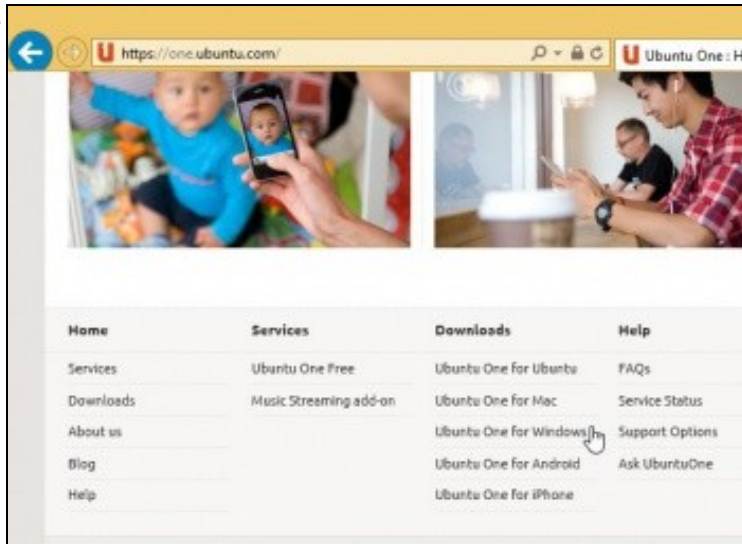 https://one.ubuntu.com/
Ubuntu One : H
Home Services Downloads Help
Services Ubuntu One Free Ubuntu One for Ubuntu FAQs
Downloads Music Streaming add-on Ubuntu One for Mac Service Status
About us Ubuntu One for Windows Support Options
Blog Ubuntu One for Android Ask UbuntuOne
Help Ubuntu One for iPhone